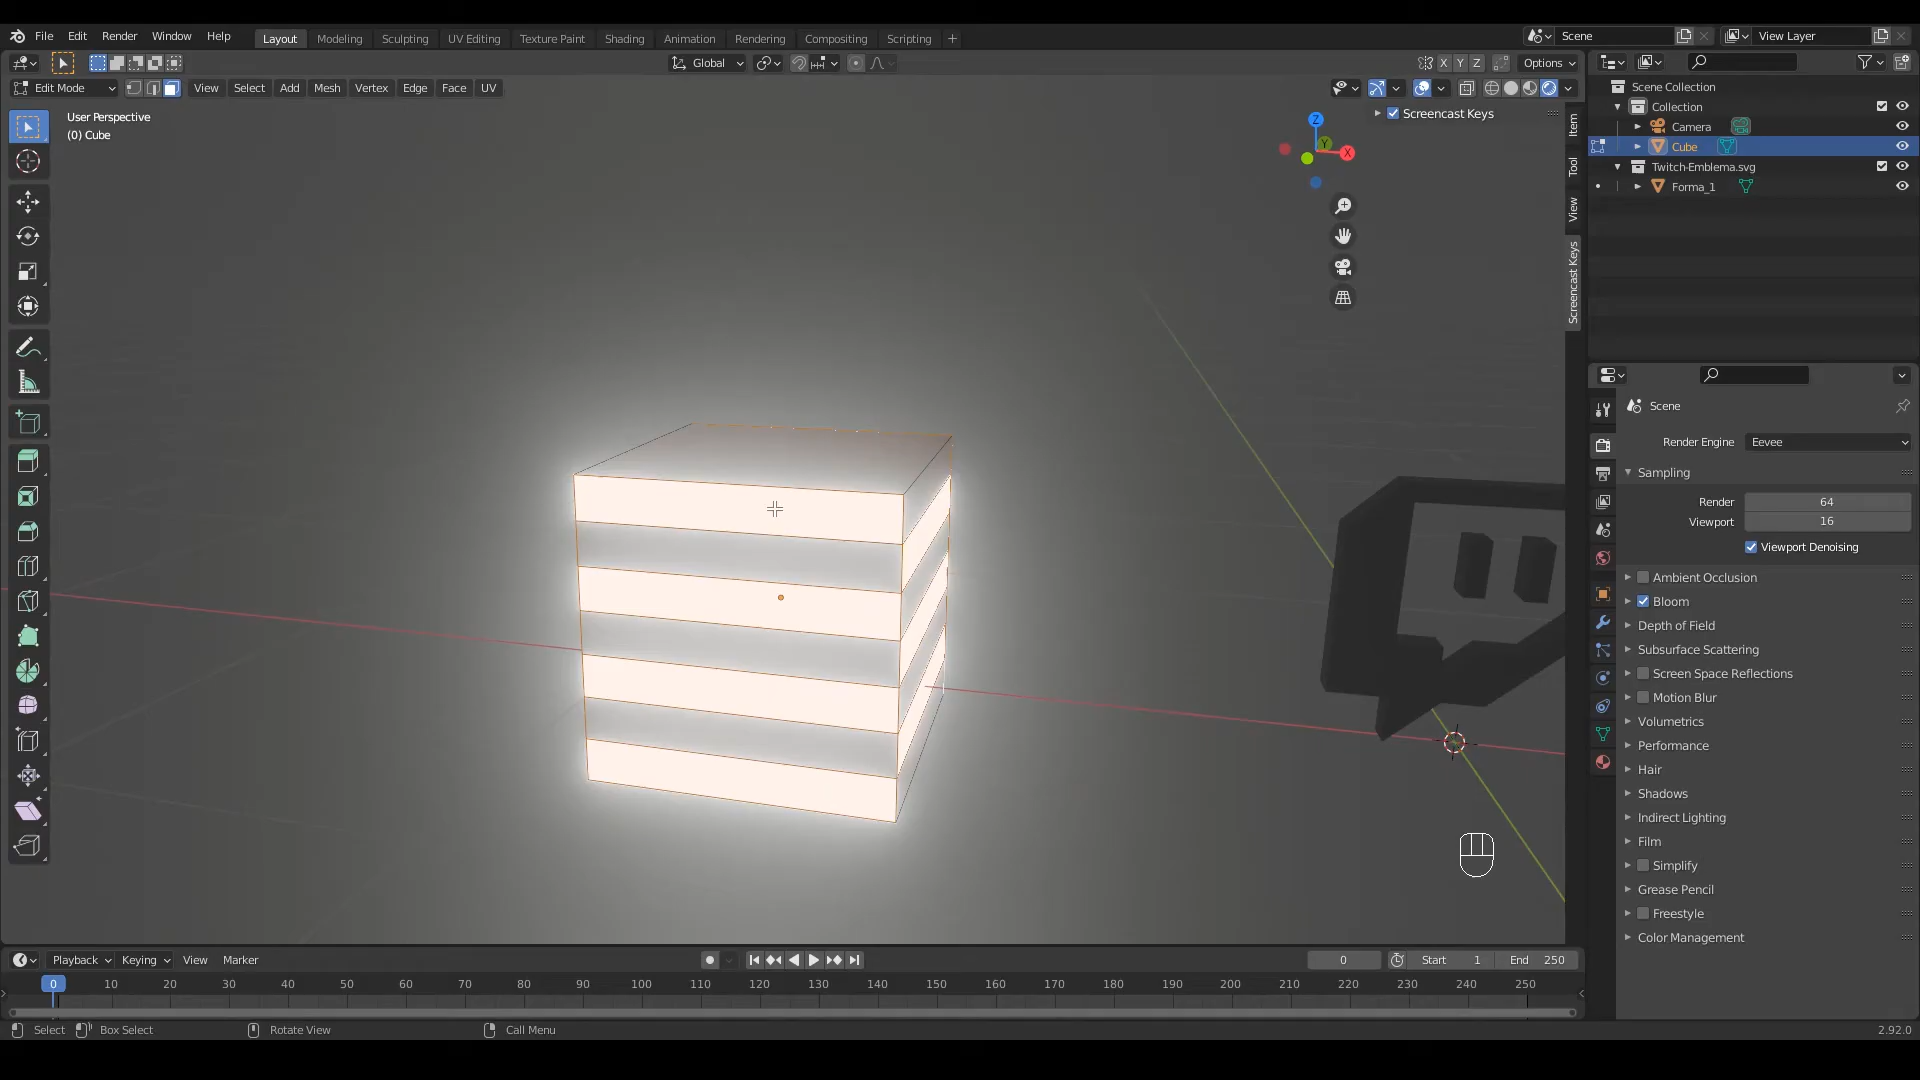 File Edit Render Window Help Layout Modeling Sculpting UV Editing Texture Paint Shading Animation Rendering Compositing Scripting + Scene View Layer
Global X Y Z Options
Edit Mode View Select Add Mesh Vertex Edge Face UV
User Perspective
(0) Cube
Screencast Keys
Z
Y
X
Item
Tool
View
Screencast Keys
Scene Collection
Collection
Camera
Cube
Twitch-Emblema.svg
Forma_1
Scene
Render Engine Eevee
Sampling
Render 64
Viewport 16
Viewport Denoising
Ambient Occlusion
Bloom
Depth of Field
Subsurface Scattering
Screen Space Reflections
Motion Blur
Volumetrics
Performance
Hair
Shadows
Indirect Lighting
Film
Simplify
Grease Pencil
Freestyle
Color Management
Playback Keying View Marker 0 Start 1 End 250
0 10 20 30 40 50 60 70 80 90 100 110 120 130 140 150 160 170 180 190 200 210 220 230 240 250
Select Box Select Rotate View Call Menu 2.92.0